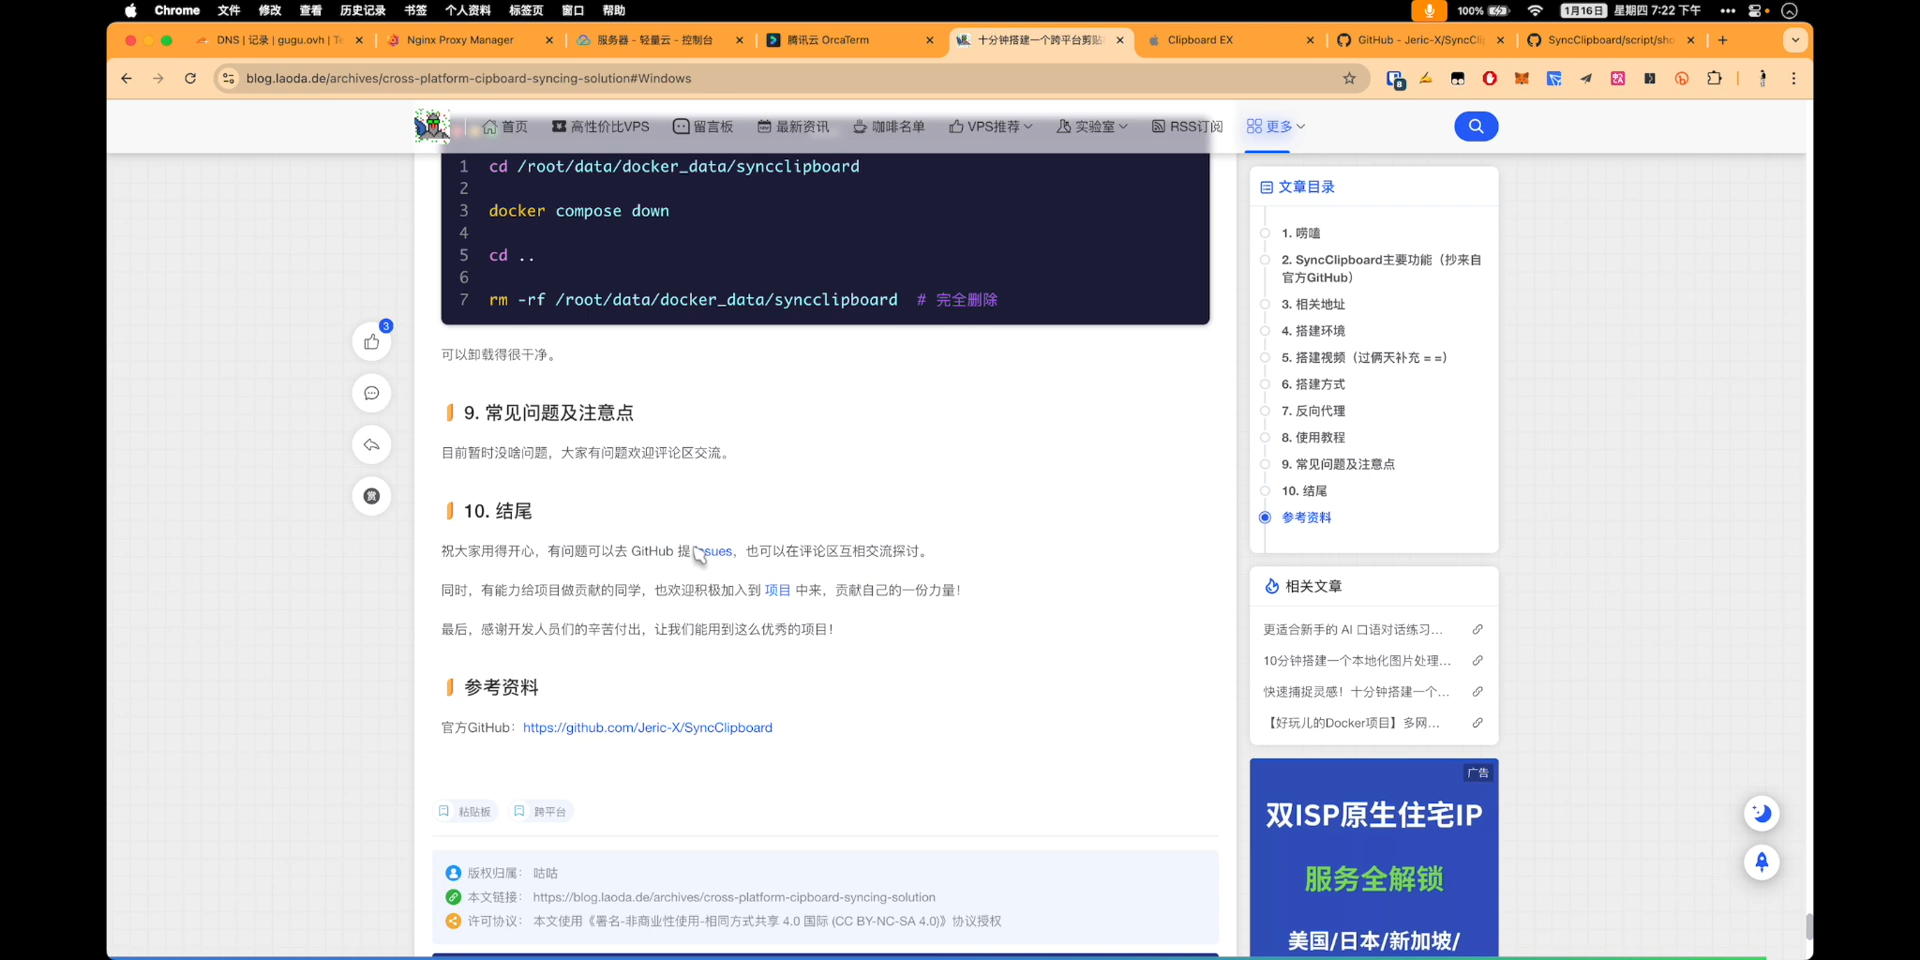 Chrome 文件 修改 查看 历史记录 书签 个人资料 标签页 窗口 帮助 100% 1月16日 星期四 7:22 下午
DNS | 记录 | gugu.ovh | Te
Nginx Proxy Manager
服务器 - 轻量云 - 控制台
腾讯云 OrcaTerm
十分钟搭建一个跨平台剪贴
Clipboard EX
GitHub - Jeric-X/SyncCli
SyncClipboard/script/sho
blog.laoda.de/archives/cross-platform-cipboard-syncing-solution#Windows
首页 高性价比VPS 留言板 最新资讯 咖啡名单 VPS推荐 实验室 RSS订阅 更多
1 cd /root/data/docker_data/syncclipboard
2
3 docker compose down
4
5 cd ..
6
7 rm -rf /root/data/docker_data/syncclipboard # 完全删除
可以卸载得很干净。
9. 常见问题及注意点
目前暂时没啥问题，大家有问题欢迎评论区交流。
10. 结尾
祝大家用得开心，有问题可以去 GitHub 提 sues，也可以在评论区互相交流探讨。
同时，有能力给项目做贡献的同学，也欢迎积极加入到 项目 中来，贡献自己的一份力量！
最后，感谢开发人员们的辛苦付出，让我们能用到这么优秀的项目！
参考资料
官方GitHub：https://github.com/Jeric-X/SyncClipboard
粘贴板 跨平台
版权归属： 咕咕
本文链接： https://blog.laoda.de/archives/cross-platform-cipboard-syncing-solution
许可协议： 本文使用《署名-非商业性使用-相同方式共享 4.0 国际 (CC BY-NC-SA 4.0)》协议授权
3
赏
文章目录
1. 唠嗑
2. SyncClipboard主要功能（抄来自
官方GitHub）
3. 相关地址
4. 搭建环境
5. 搭建视频（过俩天补充 = =）
6. 搭建方式
7. 反向代理
8. 使用教程
9. 常见问题及注意点
10. 结尾
参考资料
相关文章
更适合新手的 AI 口语对话练习...
10分钟搭建一个本地化图片处理...
快速捕捉灵感！十分钟搭建一个...
【好玩儿的Docker项目】多网...
广告
双ISP原生住宅IP
服务全解锁
美国/日本/新加坡/